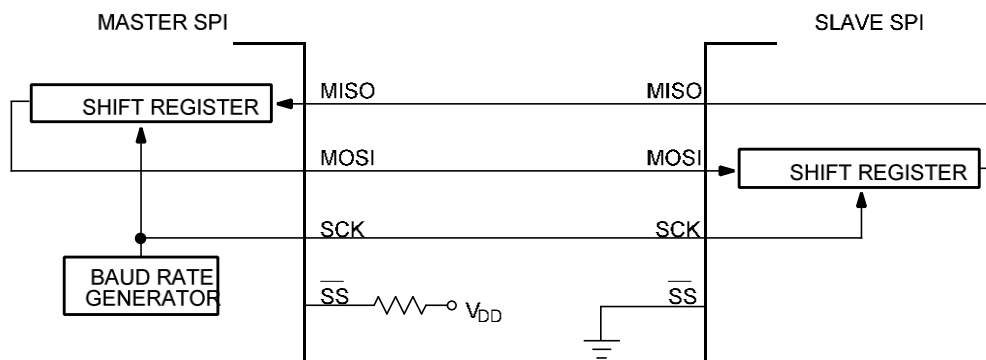 MASTER SPI
SLAVE SPI
SHIFT REGISTER
MISO
MISO
MOSI
MOSI
SHIFT REGISTER
SCK
SCK
BAUD RATE
GENERATOR
SS
VDD
SS